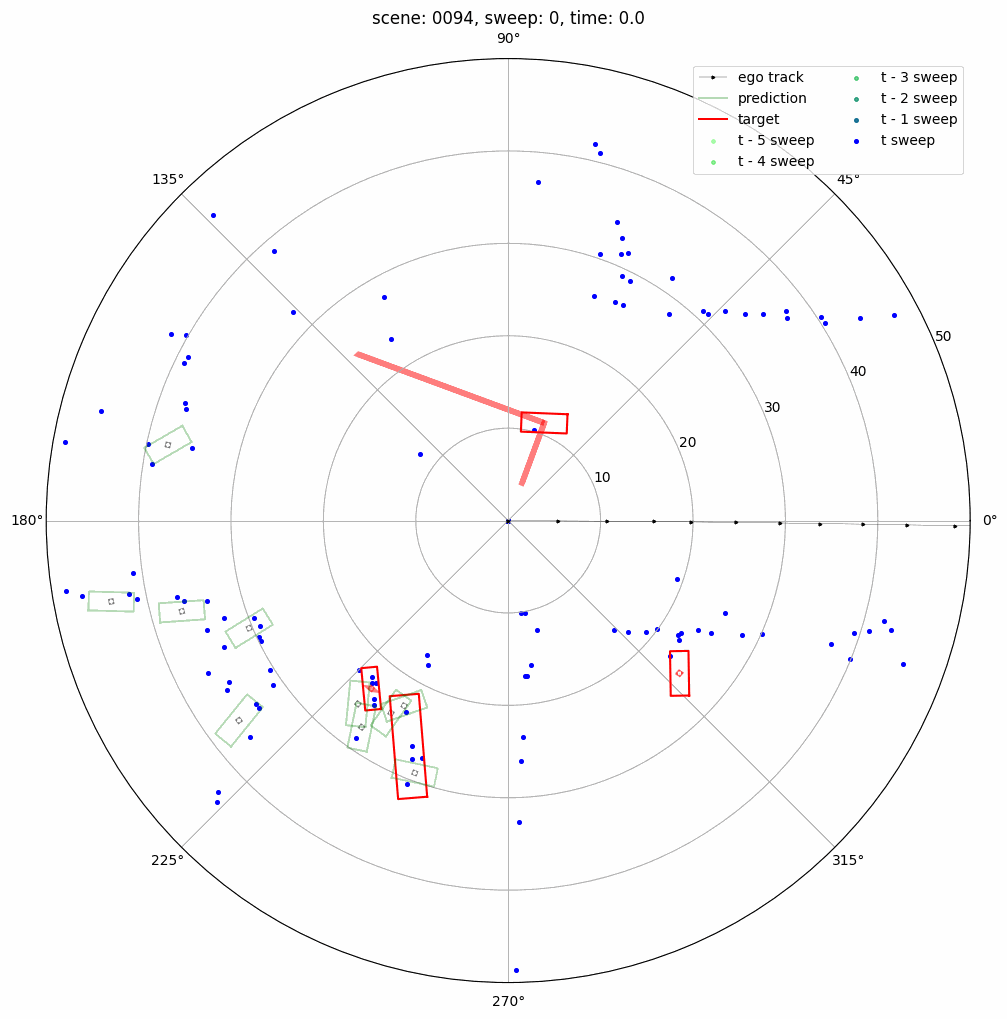 scene: 0094, sweep: 0, time: 0.0
90°
ego track
prediction
target
t - 5 sweep
t - 4 sweep
t - 3 sweep
t - 2 sweep
t - 1 sweep
t sweep
135°
45°
50
40
30
20
10
180°
0°
225°
315°
270°